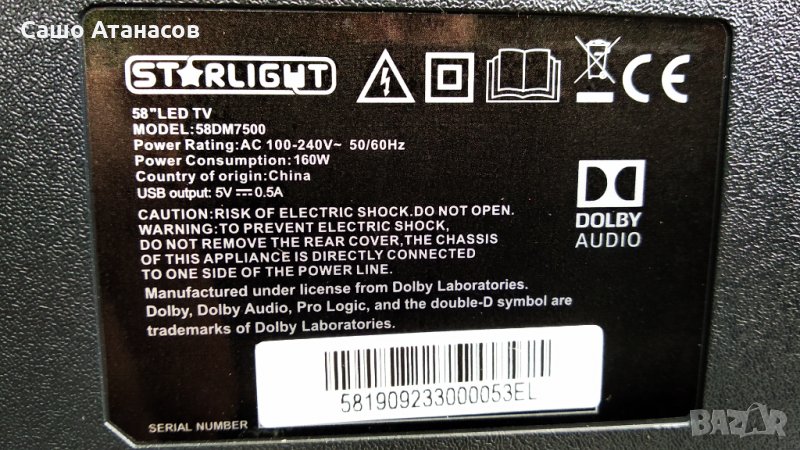 Сашо Атанасов
STARLIGHT
58"LED TV
MODEL:58DM7500
Power Rating:AC 100-240V~ 50/60Hz
Power Consumption:160W
Country of origin:China
USB output: 5V⎓0.5A
CAUTION:RISK OF ELECTRIC SHOCK.DO NOT OPEN.
WARNING:TO PREVENT ELECTRIC SHOCK,
DO NOT REMOVE THE REAR COVER,THE CHASSIS
OF THIS APPLIANCE IS DIRECTLY CONNECTED
TO ONE SIDE OF THE POWER LINE.
Manufactured under license from Dolby Laboratories.
Dolby, Dolby Audio, Pro Logic, and the double-D symbol are
trademarks of Dolby Laboratories.
CE
DOLBY
AUDIO
581909233000053EL
SERIAL NUMBER
BAZAR